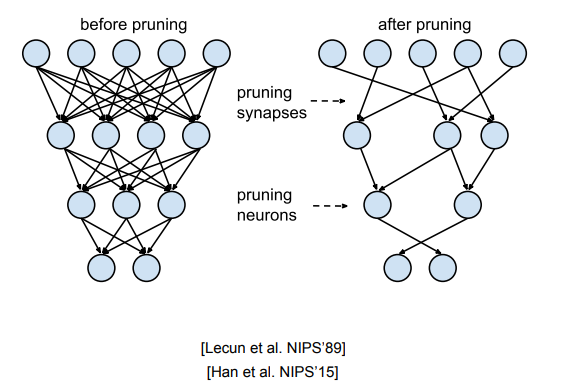 before pruning
after pruning
pruning
synapses
pruning
neurons
[Lecun et al. NIPS'89]
[Han et al. NIPS'15]